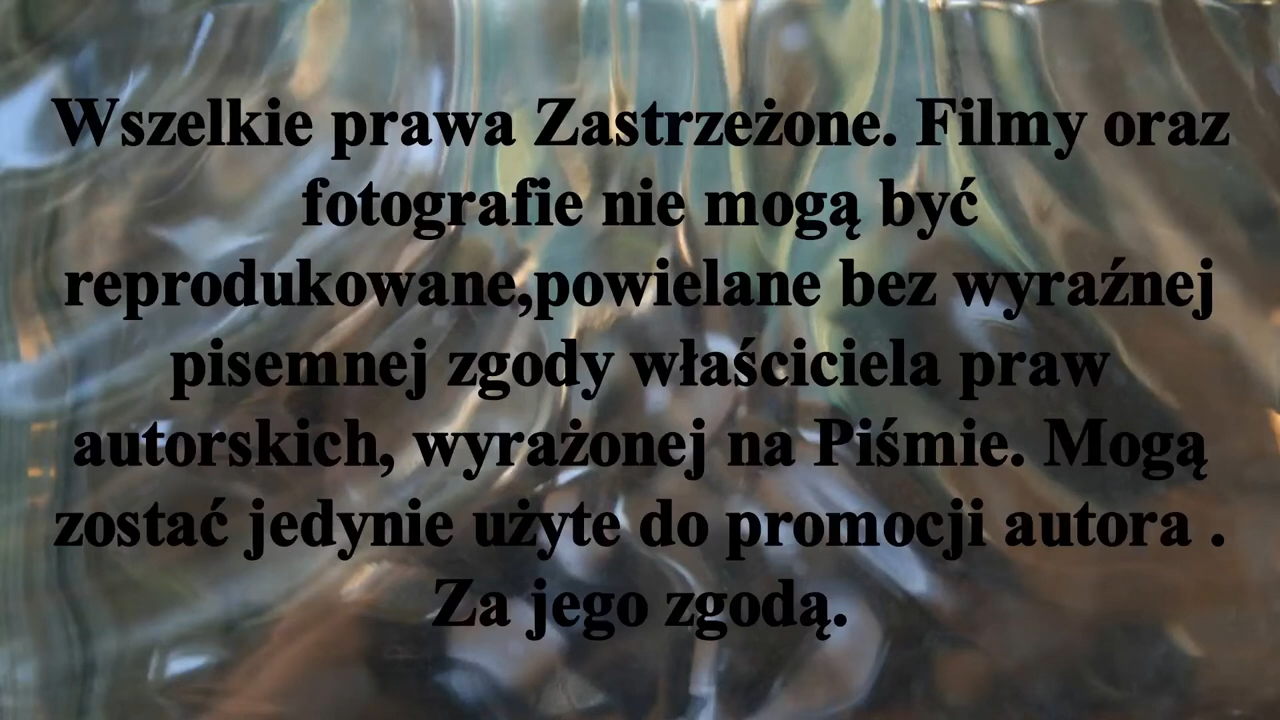 Wszelkie prawa Zastrzeżone. Filmy oraz
fotografie nie mogą być
reprodukowane,powielane bez wyraźnej
pisemnej zgody właściciela praw
autorskich, wyrażonej na Piśmie. Mogą
zostać jedynie użyte do promocji autora .
Za jego zgodą.